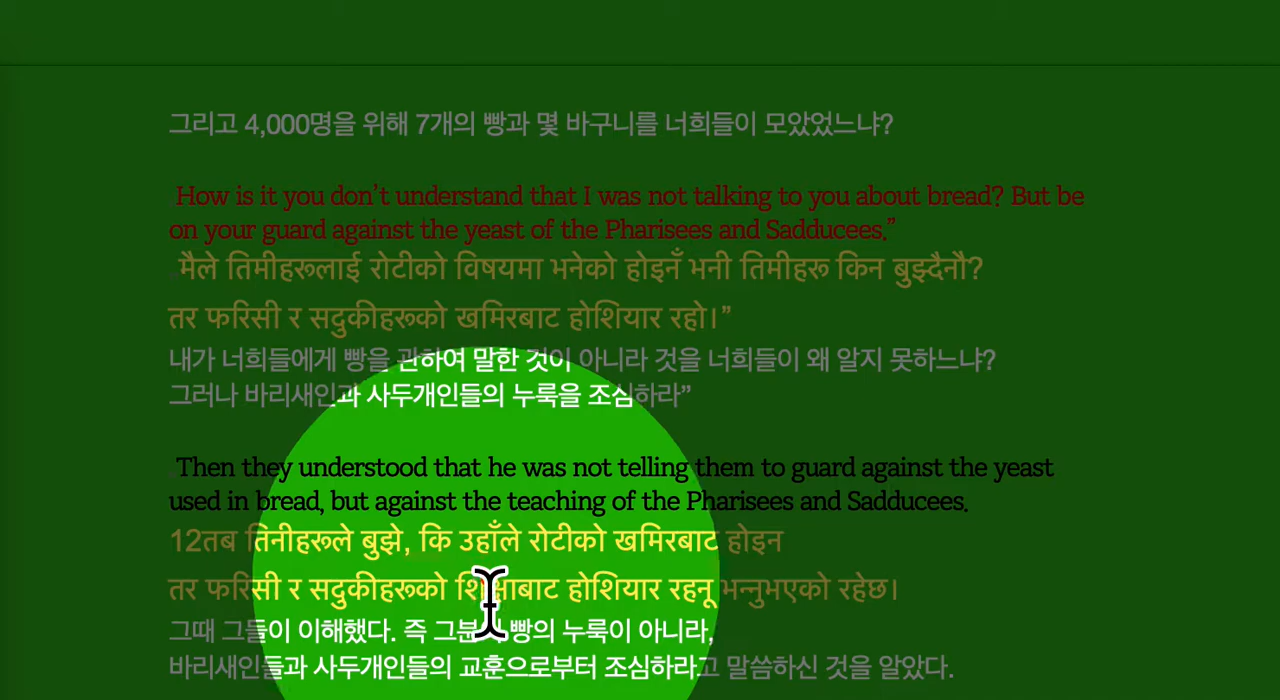 그리고 4,000명을 위해 7개의 빵과 몇 바구니를 너희들이 모았었느냐?
How is it you don't understand that I was not talking to you about bread? But be
on your guard against the yeast of the Pharisees and Sadducees."
मैले तिमीहरूलाई रोटीको विषयमा भनेको होइनँ भनी तिमीहरू किन बुझ्दैनौ?
तर फरिसी र सदुकीहरूको खमिरबाट होशियार रहो।”
내가 너희들에게 빵을 관하여 말한 것이 아니라 것을 너희들이 왜 알지 못하느냐?
그러나 바리새인과 사두개인들의 누룩을 조심하라”
Then they understood that he was not telling them to guard against the yeast
used in bread, but against the teaching of the Pharisees and Sadducees.
12तब तिनीहरूले बुझे, कि उहाँले रोटीको खमिरबाट होइन
तर फरिसी र सदुकीहरूको शिक्षाबाट होशियार रहनू भन्नुभएको रहेछ।
그때 그들이 이해했다. 즉 그분이 빵의 누룩이 아니라,
바리새인들과 사두개인들의 교훈으로부터 조심하라고 말씀하신 것을 알았다.